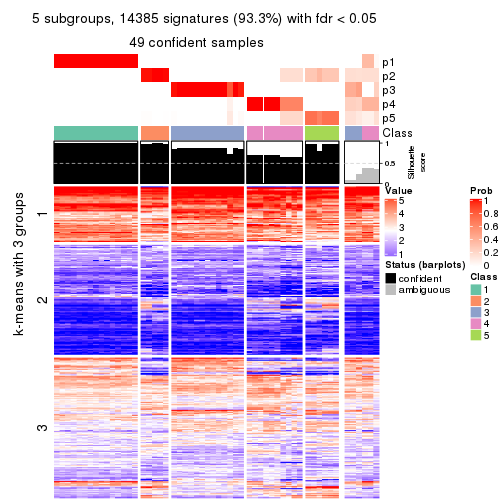 5 subgroups, 14385 signatures (93.3%) with fdr < 0.05
49 confident samples
p1
p2
p3
p4
p5
Class
1
0.5
0
Silhouette
score
k-means with 3 groups
1
2
3
Value
5
4
3
2
1
Status (barplots)
confident
ambiguous
Prob
1
0.8
0.6
0.4
0.2
0
Class
1
2
3
4
5